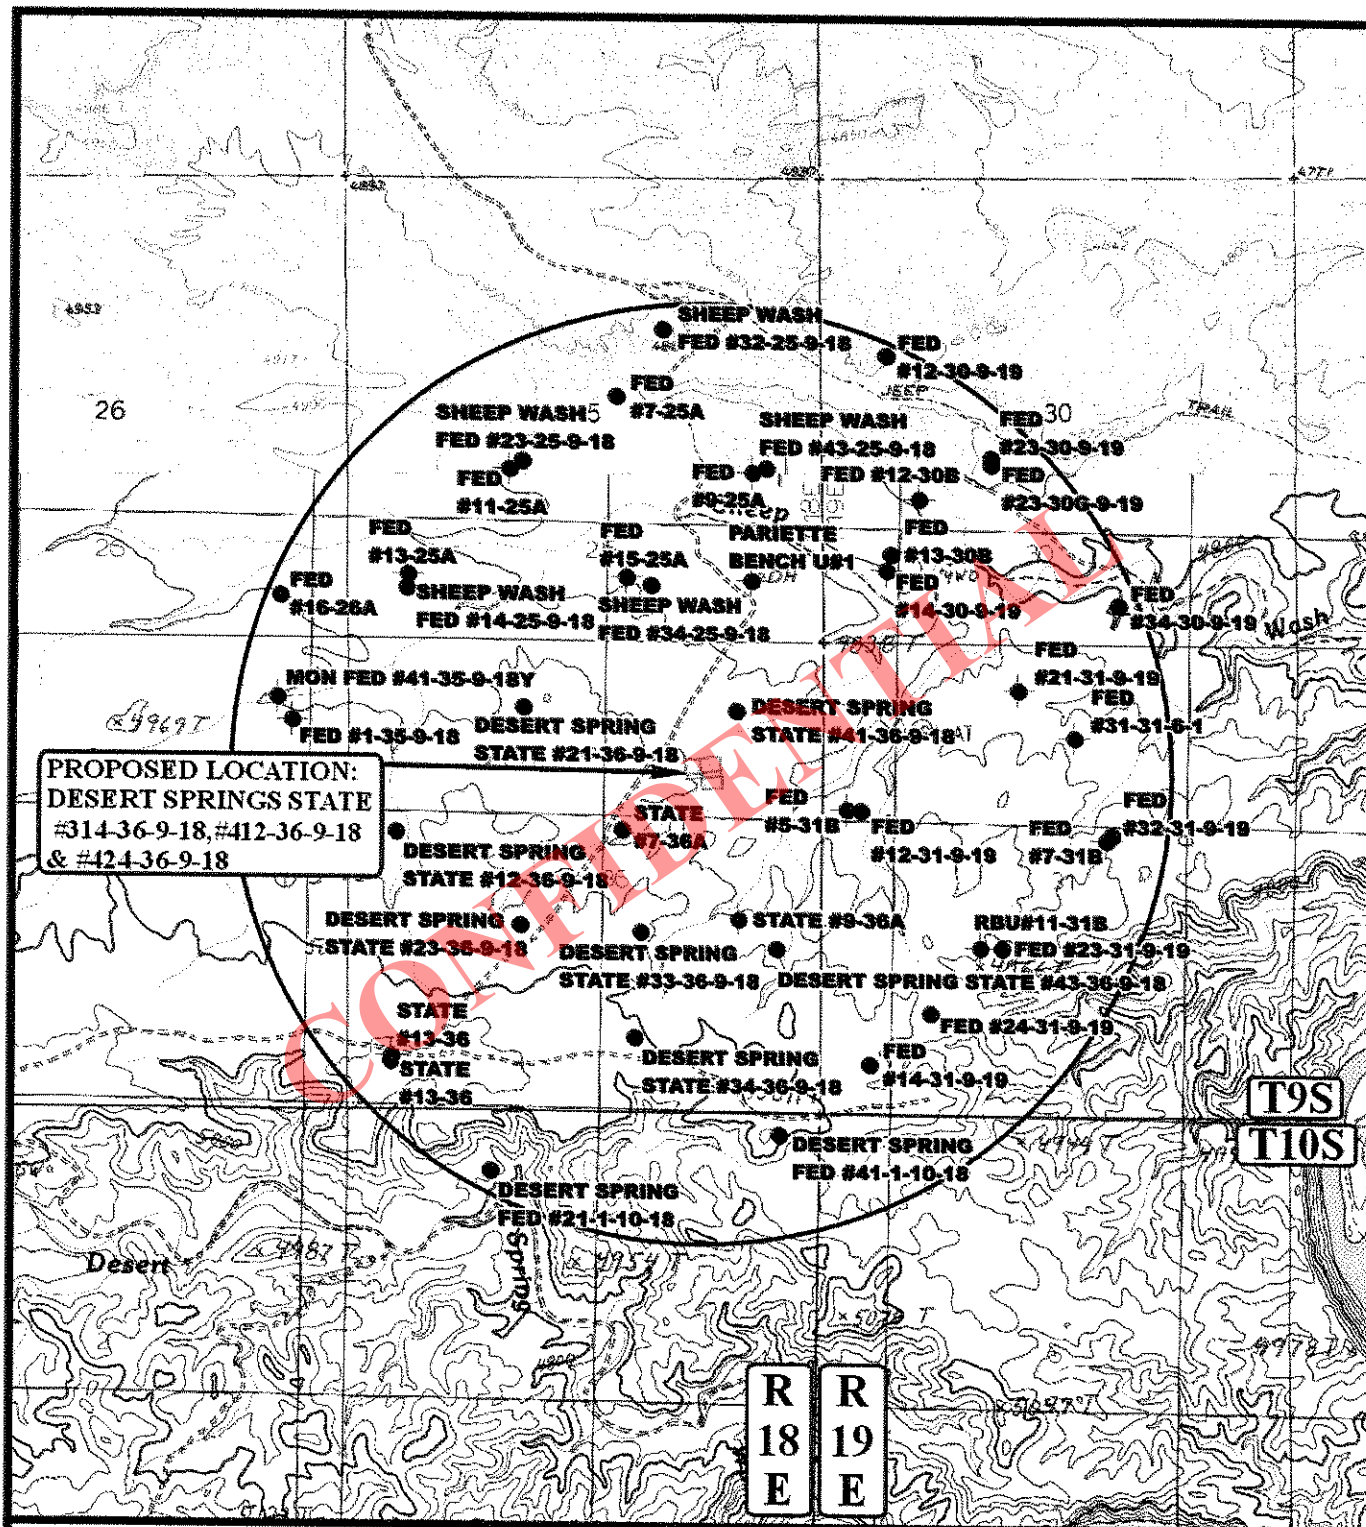 4953
SHEEP WASH
FED #32-25-9-18
FED
#12-30-9-19
JEEP
TRAIL
26
FED
#7-25A
SHEEP WASH
FED #23-25-9-18
FED
#11-25A
SHEEP WASH
FED #43-25-9-18
FED
#9-25A
Sheep
FED #12-30B
30
FED
#23-30-9-19
FED
#23-30G-9-19
FED
#13-25A
SHEEP WASH
FED #14-25-9-18
FED
#16-26A
FED
#15-25A
SHEEP WASH
FED #34-25-9-18
PARIETTE
BENCH U#1
DH
FED
#13-30B
FED
#14-30-9-19
4WD
FED
#34-30-9-19
Wash
MON FED #41-35-9-18Y
FED #1-35-9-18
x4969T
DESERT SPRING
STATE #21-36-9-18
DESERT SPRING
STATE #41-36-9-18
FED
#21-31-9-19
FED
#31-31-6-1
PROPOSED LOCATION:
DESERT SPRINGS STATE
#314-36-9-18,#412-36-9-18
& #424-36-9-18
STATE
#7-36A
FED
#5-31B
FED
#12-31-9-19
FED
#7-31B
FED
#32-31-9-19
DESERT SPRING
STATE #12-36-9-18
DESERT SPRING
STATE #23-36-9-18
DESERT SPRING
STATE #33-36-9-18
STATE #9-36A
DESERT SPRING STATE #43-36-9-18
RBU#11-31B
FED #23-31-9-19
FED #24-31-9-19
STATE
#13-36
STATE
#13-36
DESERT SPRING
STATE #34-36-9-18
FED
#14-31-9-19
CONFIDENTIAL
T9S
T10S
DESERT SPRING
FED #41-1-10-18
DESERT SPRING
FED #21-1-10-18
Desert
Spring
x 4987 T
x 4954 T
R
18
E
R
19
E